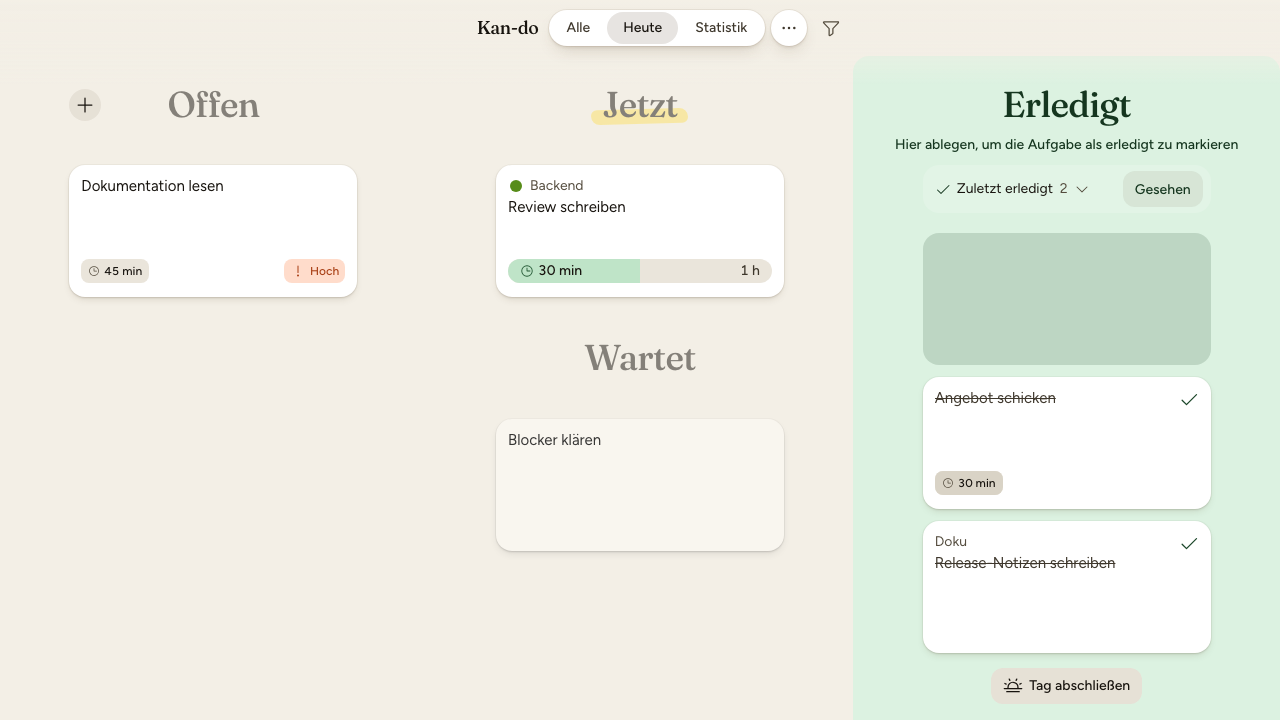 Kan-do
Alle
Heute
Statistik
Offen
Dokumentation lesen
45 min
Hoch
Jetzt
Backend
Review schreiben
30 min
1 h
Wartet
Blocker klären
Erledigt
Hier ablegen, um die Aufgabe als erledigt zu markieren
Zuletzt erledigt 2
Gesehen
Angebot schicken
30 min
Doku
Release-Notizen schreiben
Tag abschließen